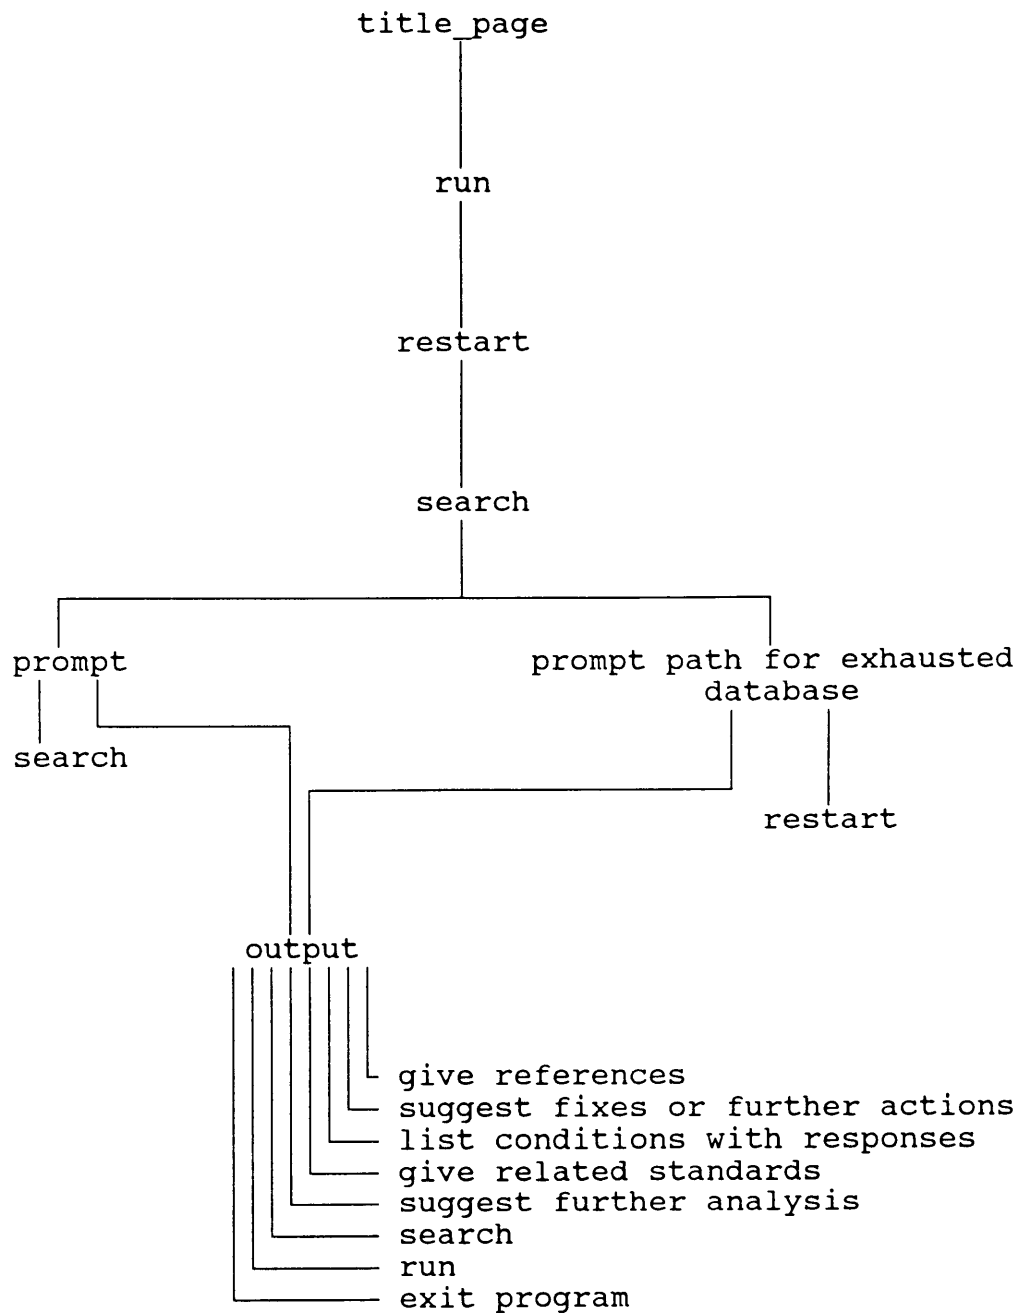 title_page
run
restart
search
prompt
prompt path for exhausted
database
search
restart
output
give references
suggest fixes or further actions
list conditions with responses
give related standards
suggest further analysis
search
run
exit program